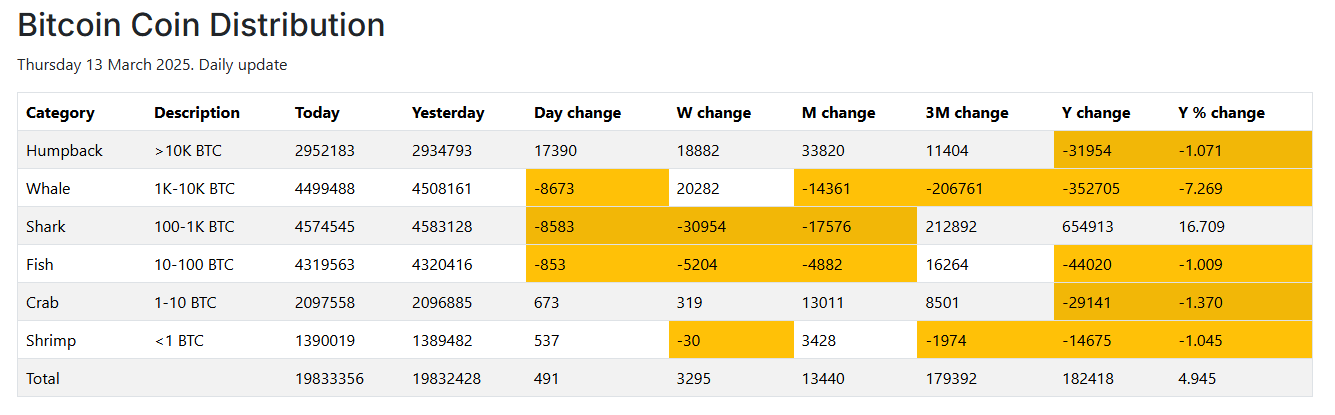 Bitcoin Coin Distribution
Thursday 13 March 2025. Daily update
Category Description Today Yesterday Day change W change M change 3M change Y change Y % change
Humpback >10K BTC 2952183 2934793 17390 18882 33820 11404 -31954 -1.071
Whale 1K-10K BTC 4499488 4508161 -8673 20282 -14361 -206761 -352705 -7.269
Shark 100-1K BTC 4574545 4583128 -8583 -30954 -17576 212892 654913 16.709
Fish 10-100 BTC 4319563 4320416 -853 -5204 -4882 16264 -44020 -1.009
Crab 1-10 BTC 2097558 2096885 673 319 13011 8501 -29141 -1.370
Shrimp <1 BTC 1390019 1389482 537 -30 3428 -1974 -14675 -1.045
Total 19833356 19832428 491 3295 13440 179392 182418 4.945